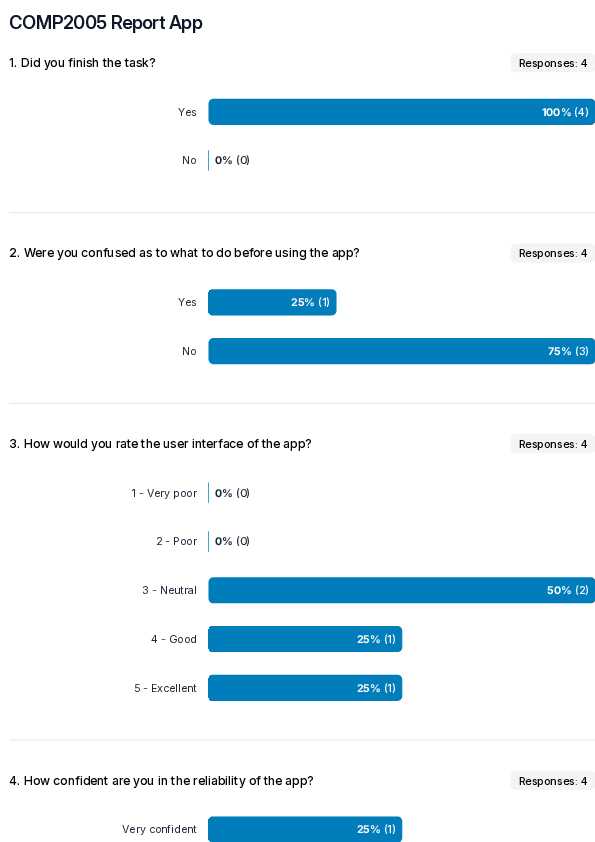 COMP2005 Report App
1. Did you finish the task?
Responses: 4
Yes
100% (4)
No
0% (0)
2. Were you confused as to what to do before using the app?
Responses: 4
Yes
25% (1)
No
75% (3)
3. How would you rate the user interface of the app?
Responses: 4
1 - Very poor
0% (0)
2 - Poor
0% (0)
3 - Neutral
50% (2)
4 - Good
25% (1)
5 - Excellent
25% (1)
4. How confident are you in the reliability of the app?
Responses: 4
Very confident
25% (1)